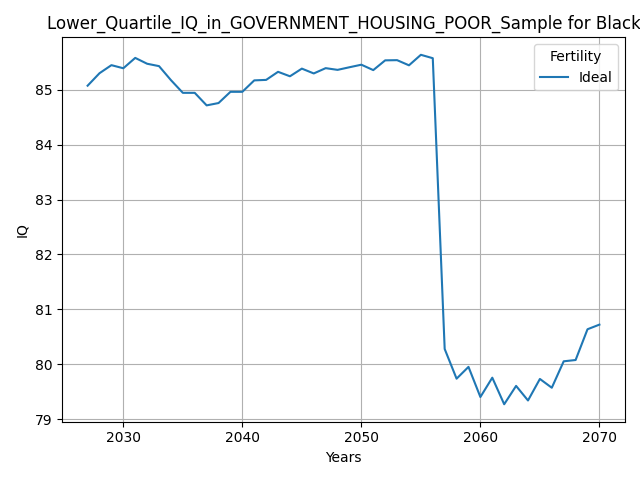 Lower_Quartile_IQ_in_GOVERNMENT_HOUSING_POOR_Sample for Black
Fertility
Ideal
85
84
83
82
81
80
79
IQ
2030 2040 2050 2060 2070
Years